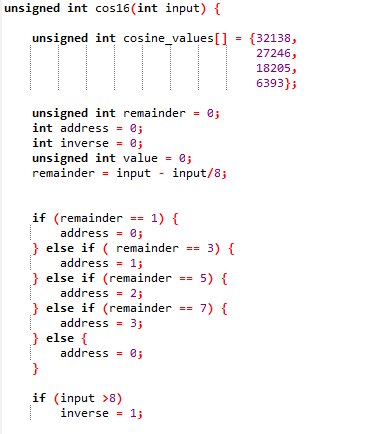 unsigned int cos16(int input) {
unsigned int cosine_values[] = {32138,
27246,
18205,
6393};
unsigned int remainder = 0;
int address = 0;
int inverse = 0;
unsigned int value = 0;
remainder = input - input/8;
if (remainder == 1) {
address = 0;
} else if ( remainder == 3) {
address = 1;
} else if (remainder == 5) {
address = 2;
} else if (remainder == 7) {
address = 3;
} else {
address = 0;
}
if (input >8)
inverse = 1;